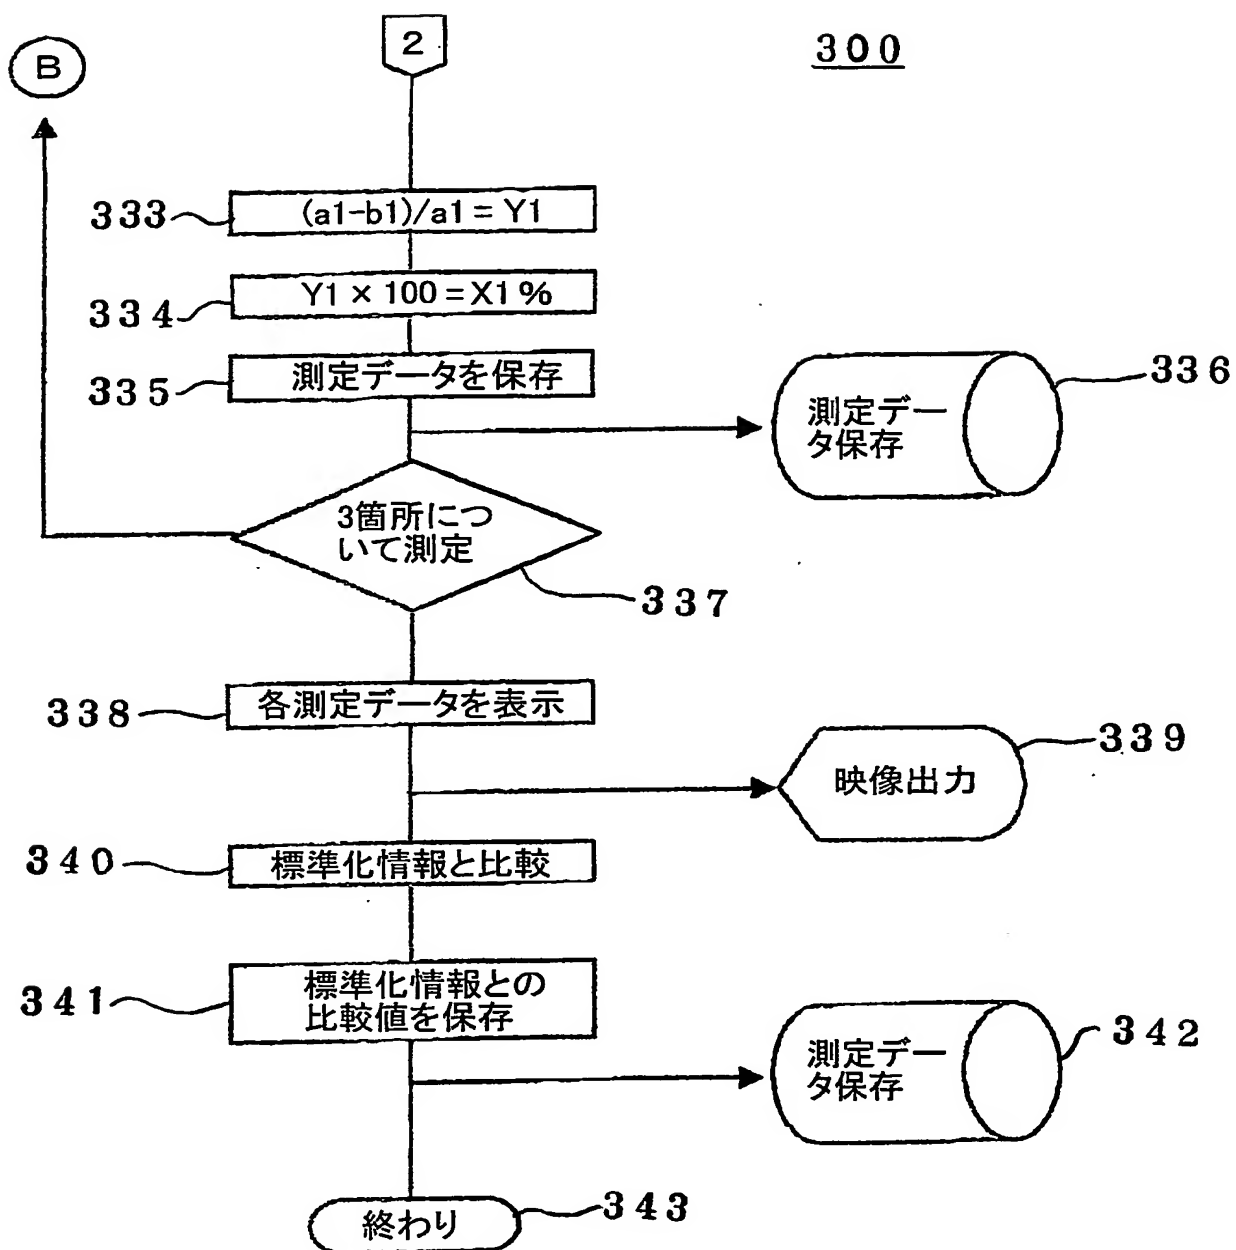 B
2
300
333
(a1-b1)/a1=Y1
334
Y1×100=X1%
335
測定データを保存
336
測定デー
タ保存
3箇所につ
いて測定
337
338
各測定データを表示
339
映像出力
340
標準化情報と比較
341
標準化情報との
比較値を保存
342
測定デー
タ保存
343
終わり